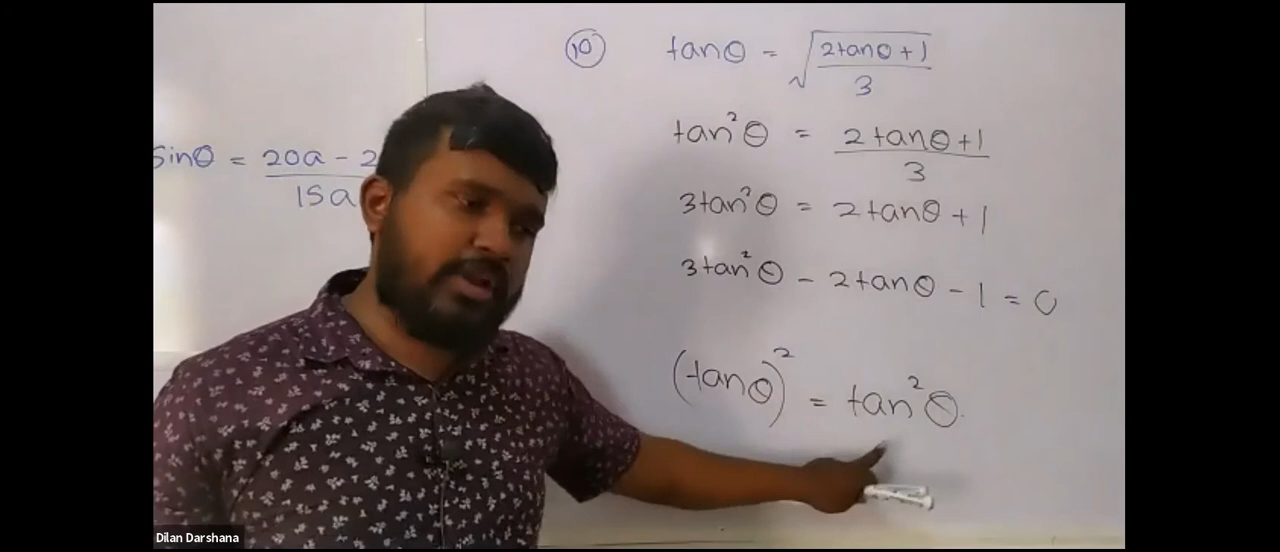 ⑩ tanθ = √((2tanθ + 1)/3)
tan²θ = (2tanθ + 1)/3
sinθ = (20a - 2)/15a
3tan²θ = 2tanθ + 1
3tan²θ - 2tanθ - 1 = 0
(tanθ)² = tan²θ.
Dilan Darshana